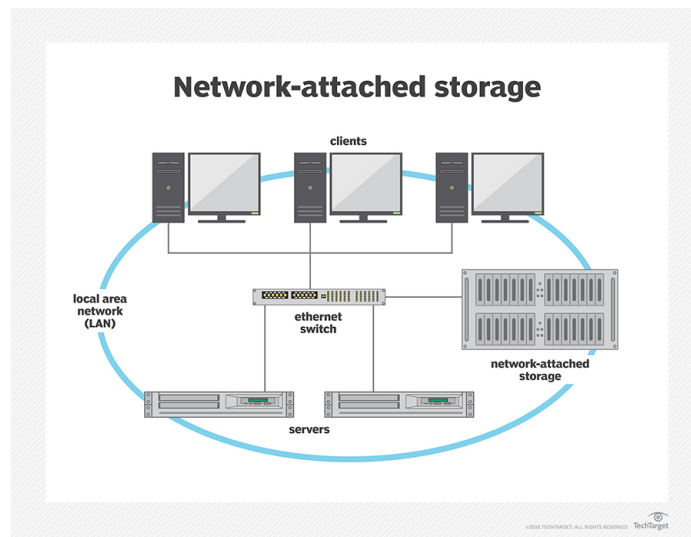 Network-attached storage
clients
local area
network
(LAN)
ethernet
switch
network-attached
storage
servers
©2018 TECHTARGET. ALL RIGHTS RESERVED
TechTarget